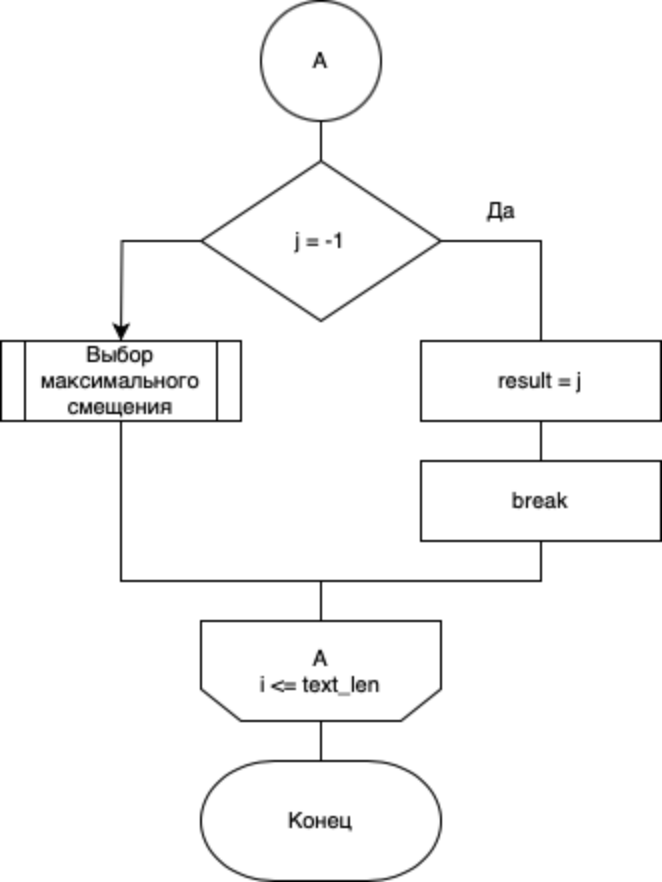 A
Да
j = -1
Выбор
максимального
смещения
result = j
break
A
i <= text_len
Конец